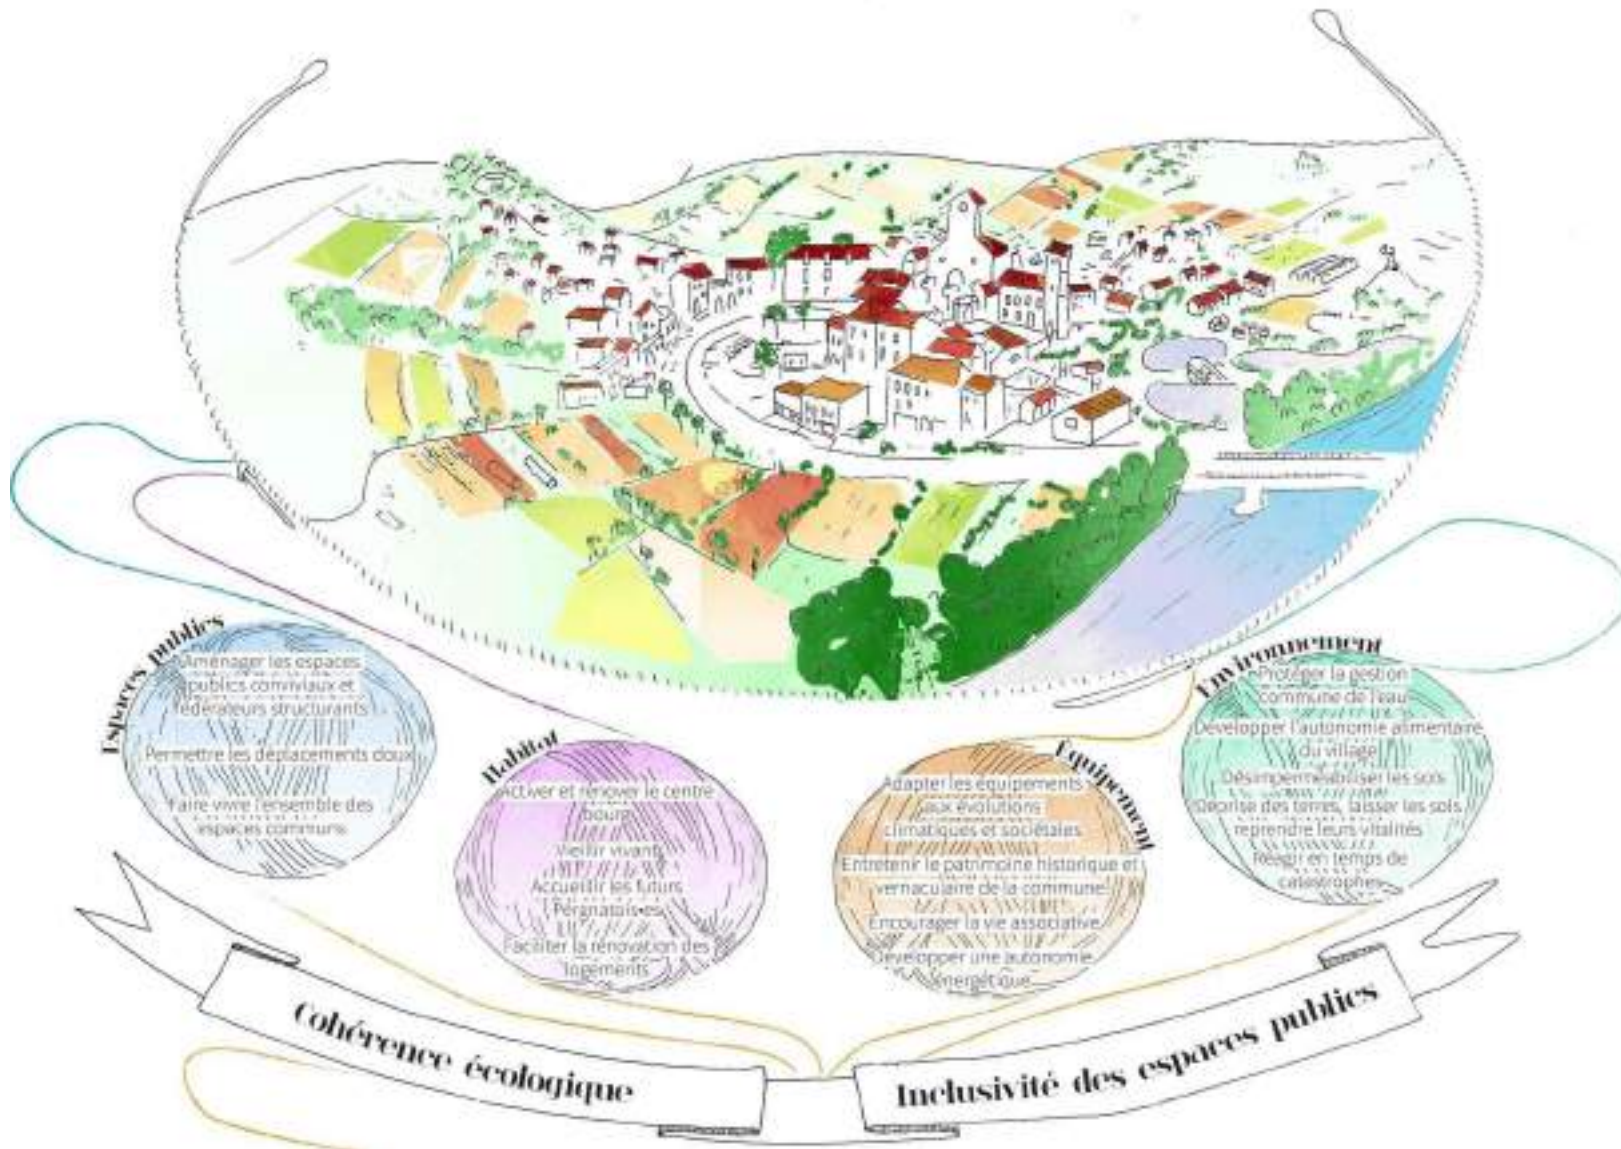 Espaces publics
Aménager les espaces
publics conviviaux et
fédérateurs structurants
Permettre les déplacements doux
Faire vivre l'ensemble des
espaces communs
Habitat
Activer et rénover le centre
bourg
Vieillir vivant
Accueillir les futurs
Pérignatois•es
Faciliter la rénovation des
logements
Équipement
Adapter les équipements
aux évolutions
climatiques et sociétales
Entretenir le patrimoine historique et
vernaculaire de la commune
Encourager la vie associative
Développer une autonomie
énergétique
Environnement
Protéger la gestion
commune de l'eau
Développer l'autonomie alimentaire
du village
Désimperméabiliser les sols
Déprise des terres, laisser les sols
reprendre leurs vitalités
Réagir en temps de
catastrophes
Cohérence écologique
Inclusivité des espaces publics